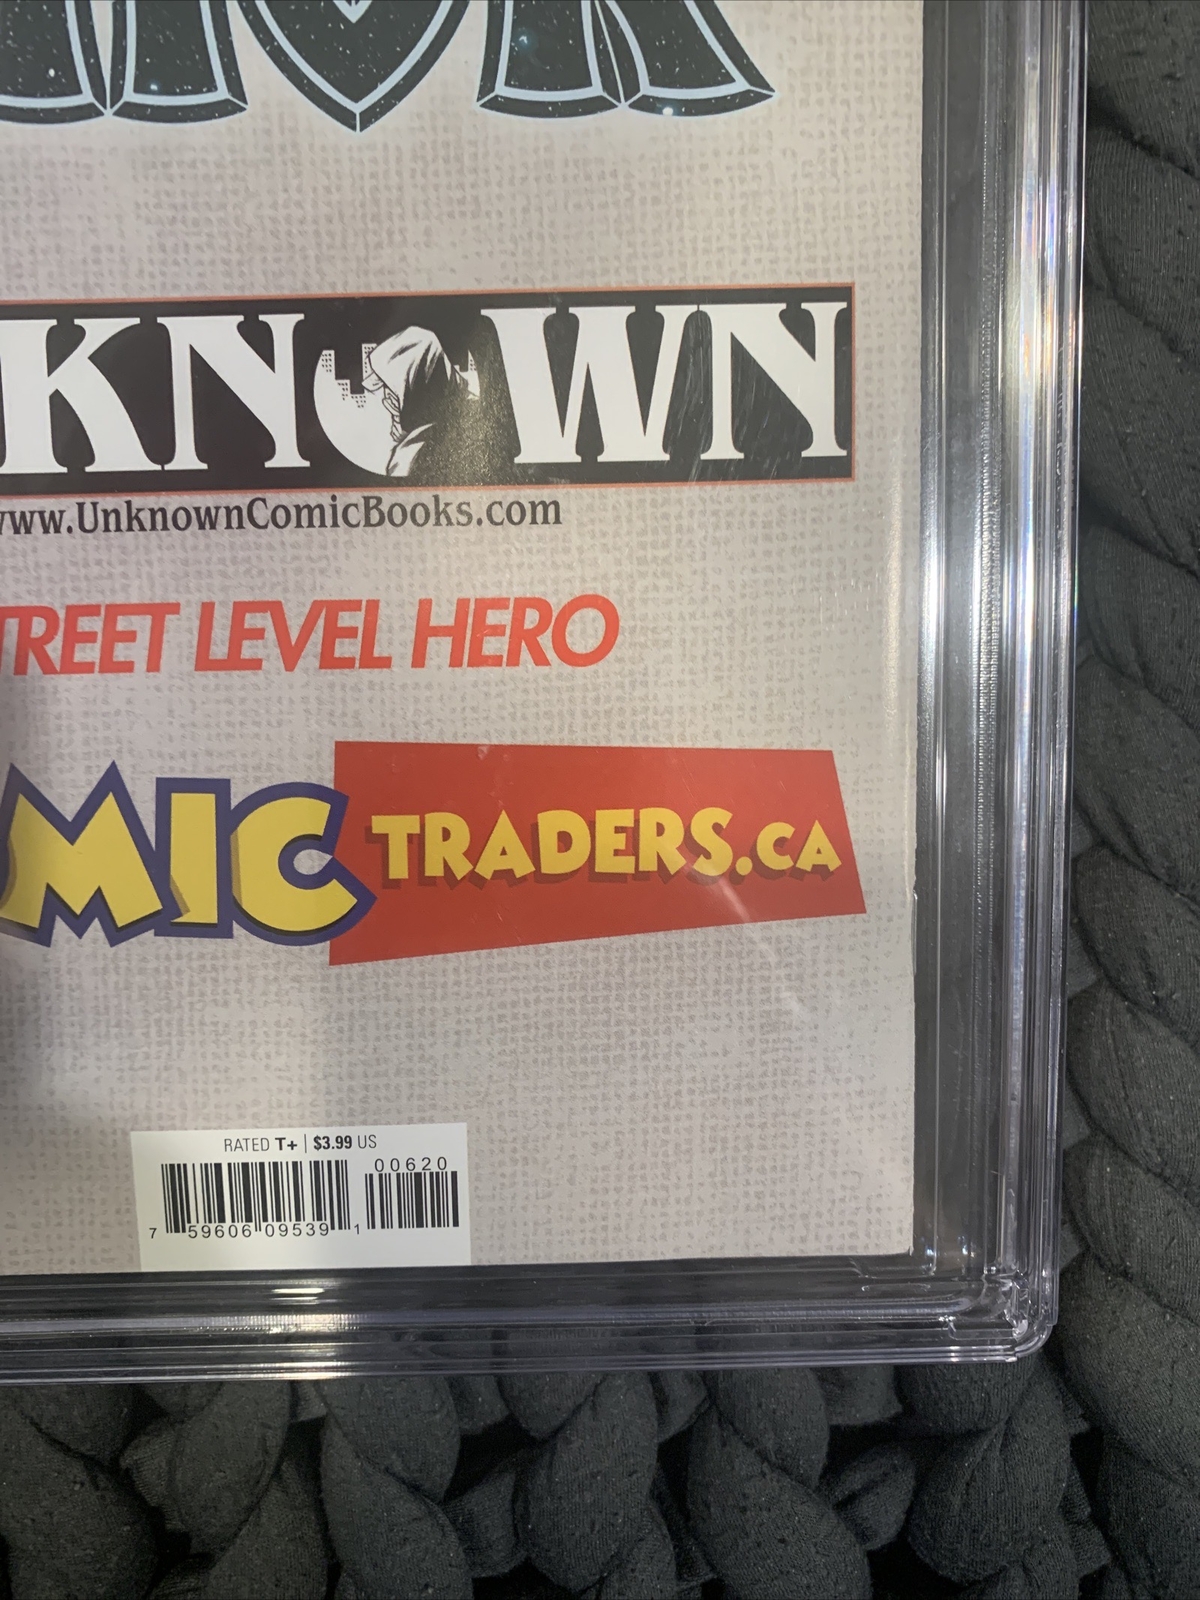 KNOWN
www.UnknownComicBooks.com
TREET LEVEL HERO
MIC TRADERS.CA
RATED T+ | $3.99 US
00620
7 59606 09539 1